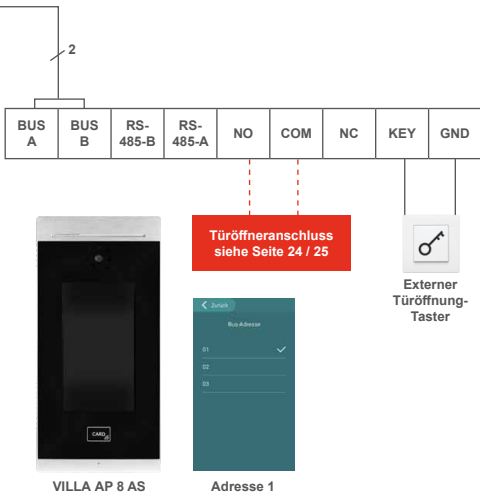 2
BUS A
BUS B
RS-485-B
RS-485-A
NO
COM
NC
KEY
GND
Türöffneranschluss
siehe Seite 24 / 25
Externer
Türöffnung-
Taster
Zurück
Bus-Adresse
01
02
03
CARD
VILLA AP 8 AS
Adresse 1